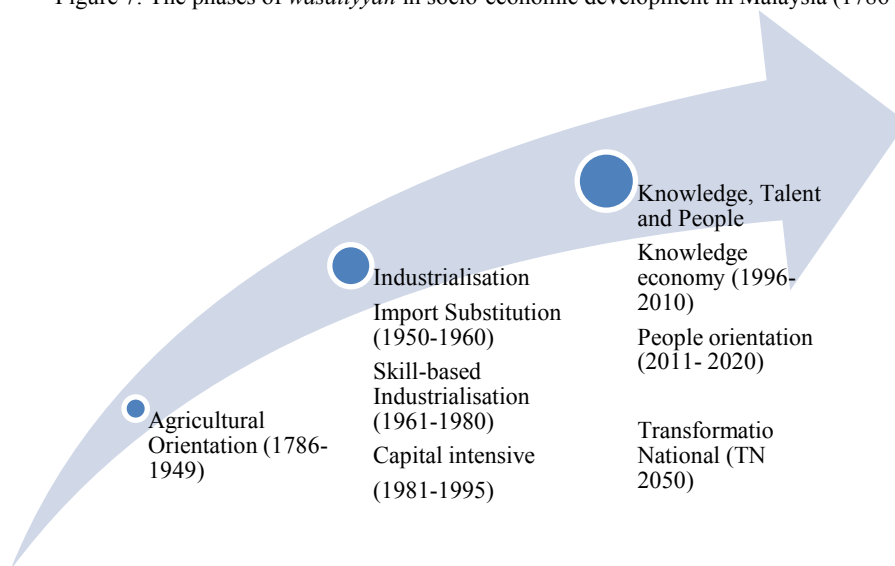 Figure 7: The phases of wasatiyyah in socio-economic development in Malaysia (1786
Knowledge, Talent
and People
Knowledge
economy (1996-
2010)
People orientation
(2011- 2020)
Transformatio
National (TN
2050)
Industrialisation
Import Substitution
(1950-1960)
Skill-based
Industrialisation
(1961-1980)
Capital intensive
(1981-1995)
Agricultural
Orientation (1786-
1949)